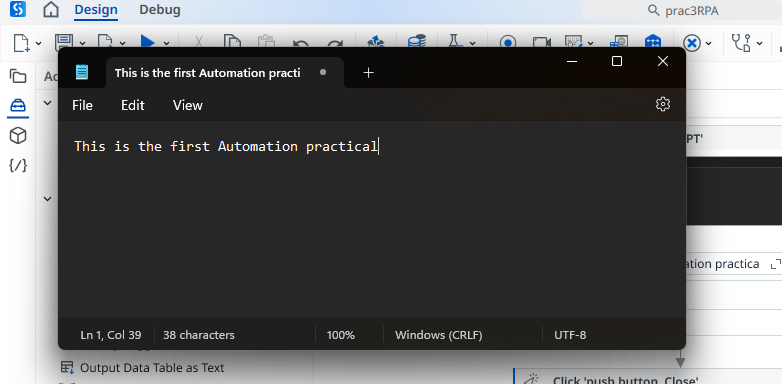 Design Debug prac3RPA
Ac
This is the first Automation practi
File Edit View
This is the first Automation practical
PT'
ation practica
Ln 1, Col 39 38 characters 100% Windows (CRLF) UTF-8
Output Data Table as Text
Click 'push button Close'